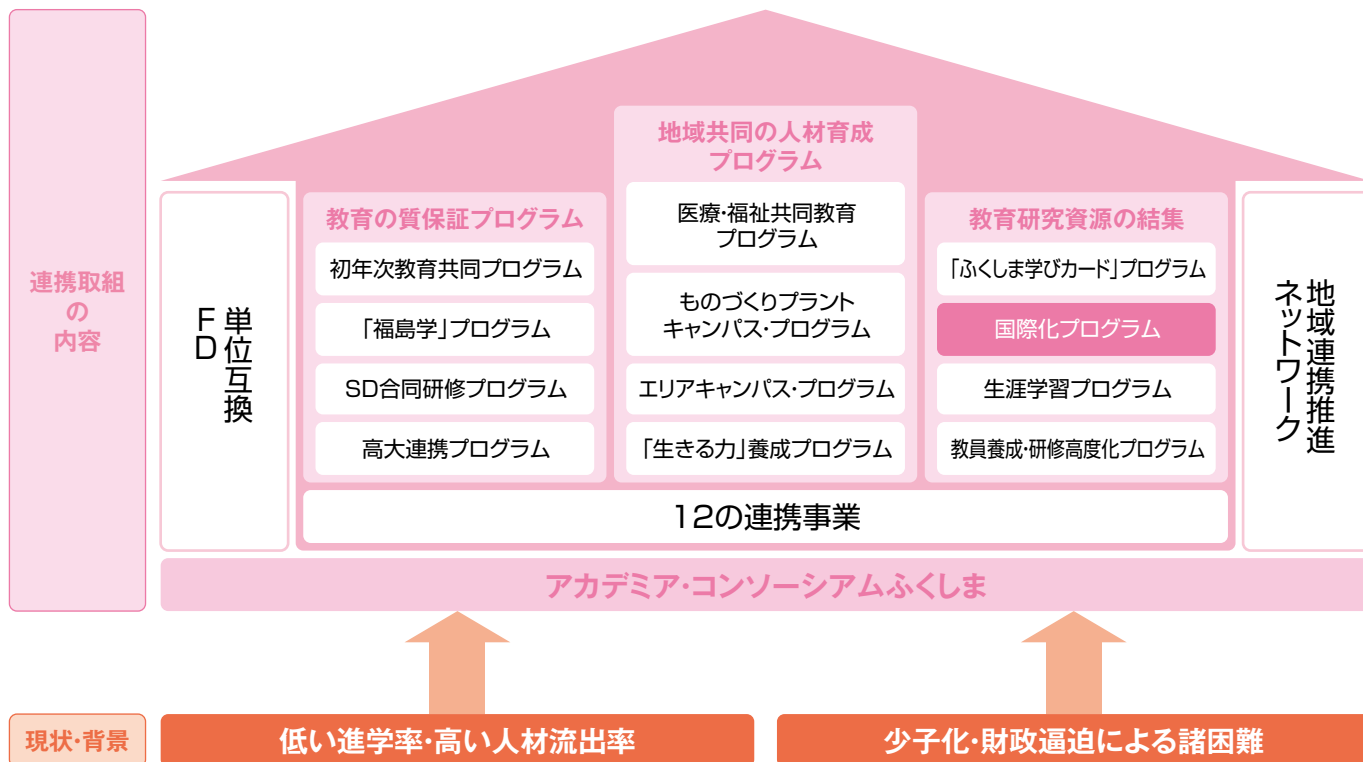 連携取組
の
内容
単位互換
FD
教育の質保証プログラム
初年次教育共同プログラム
「福島学」プログラム
SD合同研修プログラム
高大連携プログラム
地域共同の人材育成
プログラム
医療・福祉共同教育
プログラム
ものづくりプラント
キャンパス・プログラム
エリアキャンパス・プログラム
「生きる力」養成プログラム
教育研究資源の結集
「ふくしま学びカード」プログラム
国際化プログラム
生涯学習プログラム
教員養成・研修高度化プログラム
12の連携事業
地域連携推進
ネットワーク
アカデミア・コンソーシアムふくしま
現状・背景
低い進学率・高い人材流出率
少子化・財政逼迫による諸困難